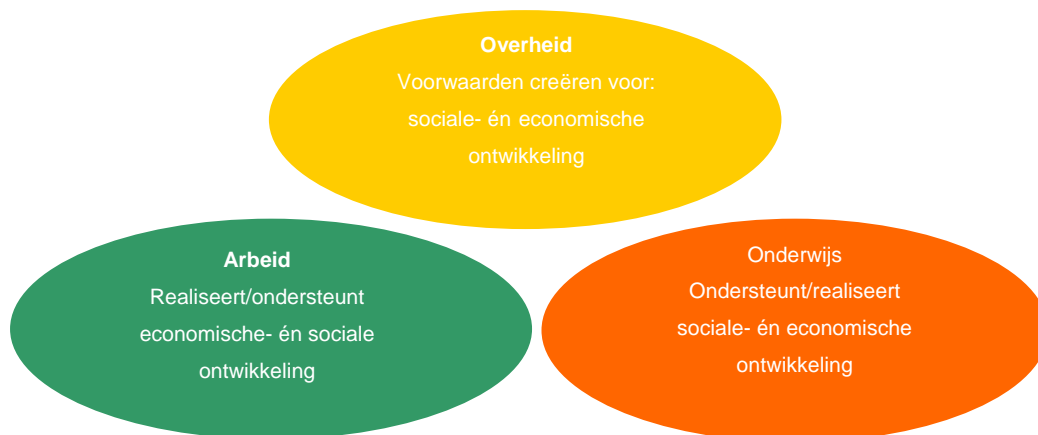 Overheid
Voorwaarden creëren voor:
sociale- én economische
ontwikkeling
Arbeid
Realiseert/ondersteunt
economische- én sociale
ontwikkeling
Onderwijs
Ondersteunt/realiseert
sociale- én economische
ontwikkeling